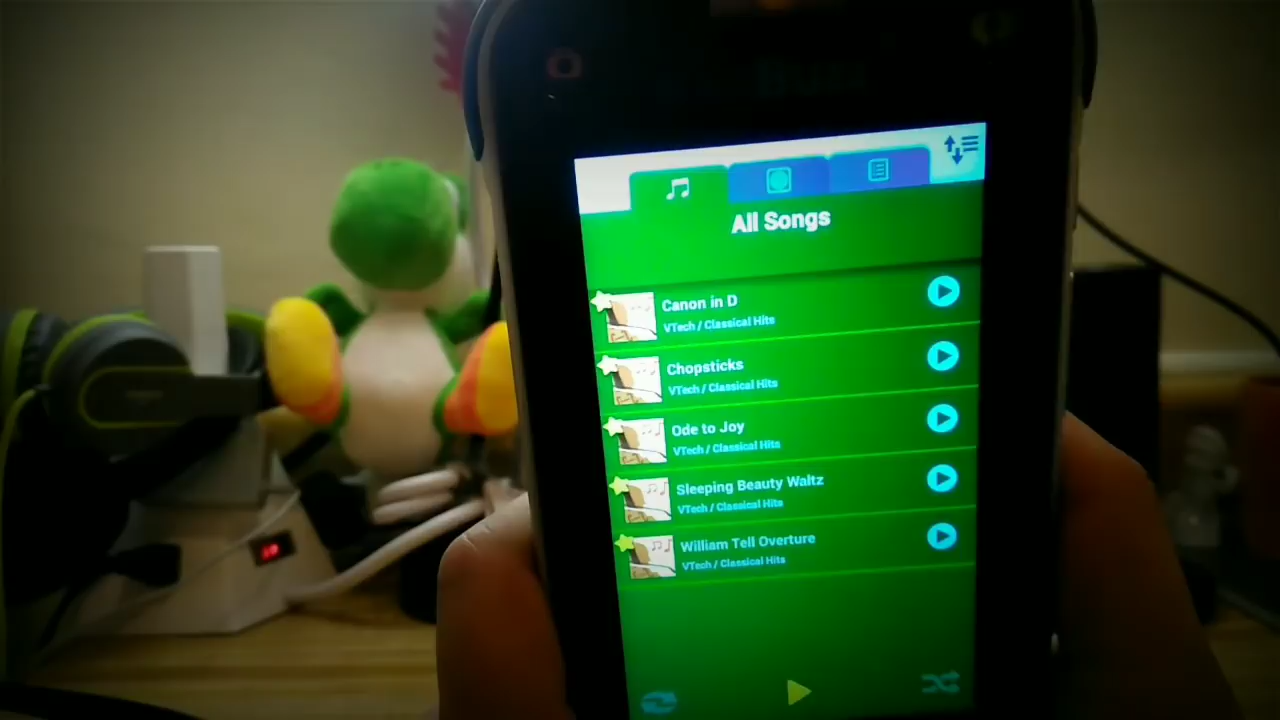 All Songs
Canon in D
VTech / Classical Hits
Chopsticks
VTech / Classical Hits
Ode to Joy
VTech / Classical Hits
Sleeping Beauty Waltz
VTech / Classical Hits
William Tell Overture
VTech / Classical Hits